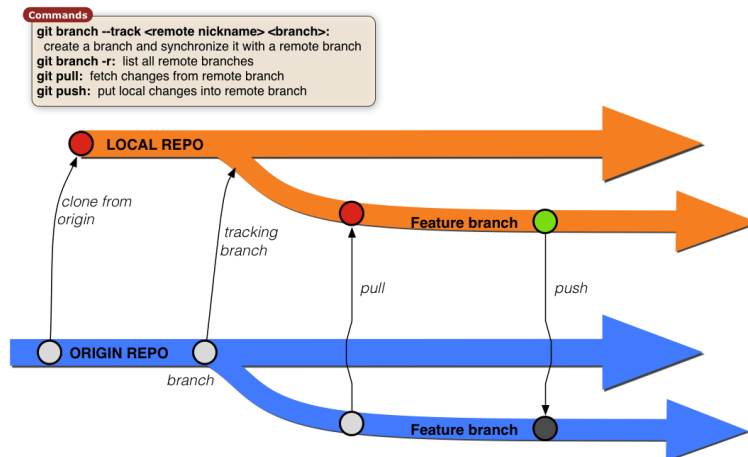 Commands
git branch --track <remote nickname> <branch>:
create a branch and synchronize it with a remote branch
git branch -r: list all remote branches
git pull: fetch changes from remote branch
git push: put local changes into remote branch
LOCAL REPO
clone from
origin
tracking
branch
Feature branch
pull
push
ORIGIN REPO
branch
Feature branch